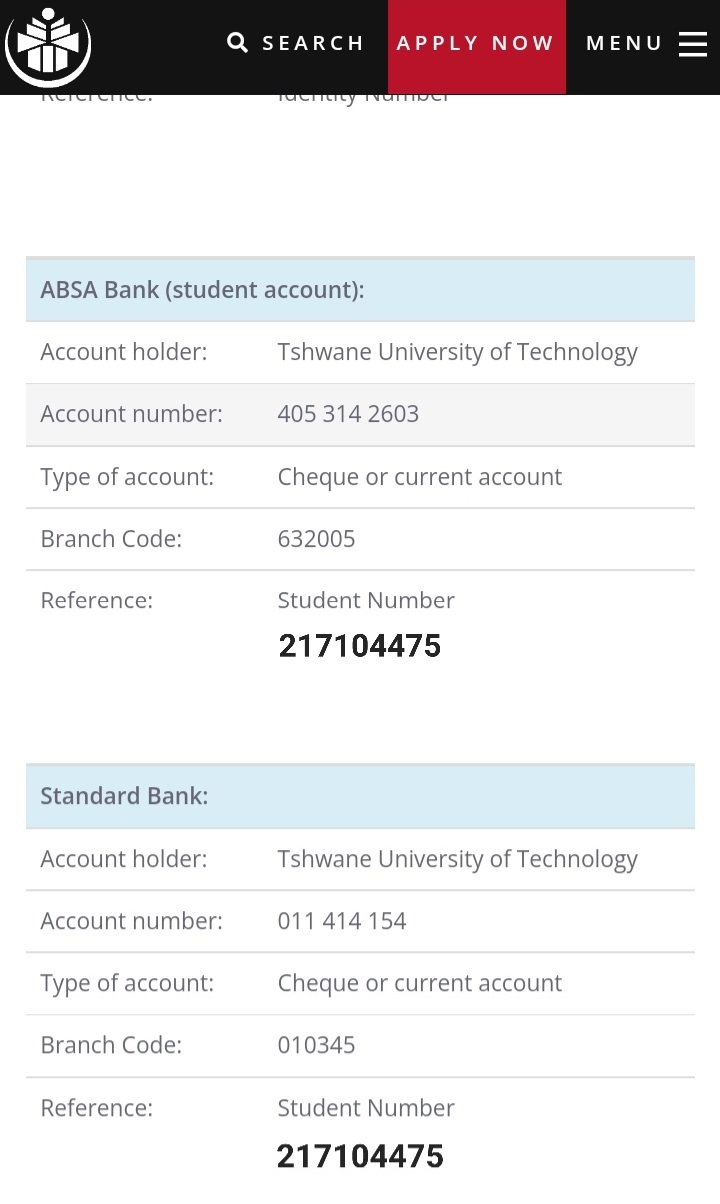 SEARCH APPLY NOW MENU
Reference: Identity Number
ABSA Bank (student account):
Account holder: Tshwane University of Technology
Account number: 405 314 2603
Type of account: Cheque or current account
Branch Code: 632005
Reference: Student Number
217104475
Standard Bank:
Account holder: Tshwane University of Technology
Account number: 011 414 154
Type of account: Cheque or current account
Branch Code: 010345
Reference: Student Number
217104475